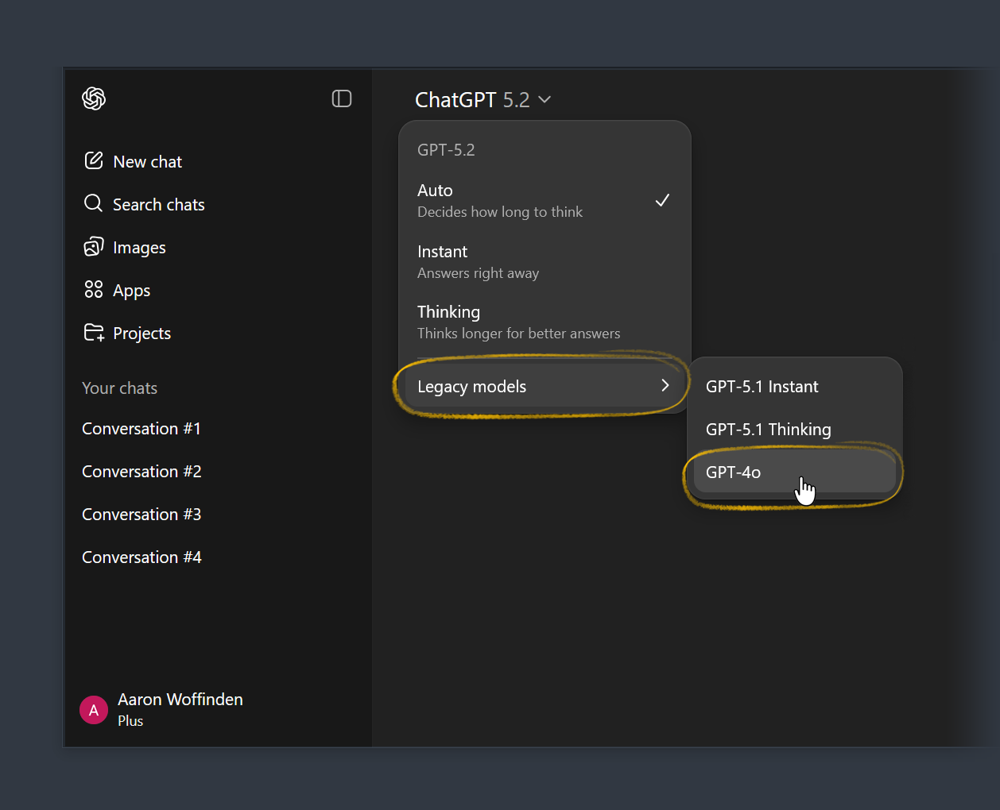 ChatGPT 5.2
New chat
Search chats
Images
Apps
Projects
Your chats
Conversation #1
Conversation #2
Conversation #3
Conversation #4
A
Aaron Woffinden
Plus
GPT-5.2
Auto
Decides how long to think
Instant
Answers right away
Thinking
Thinks longer for better answers
Legacy models
GPT-5.1 Instant
GPT-5.1 Thinking
GPT-4o